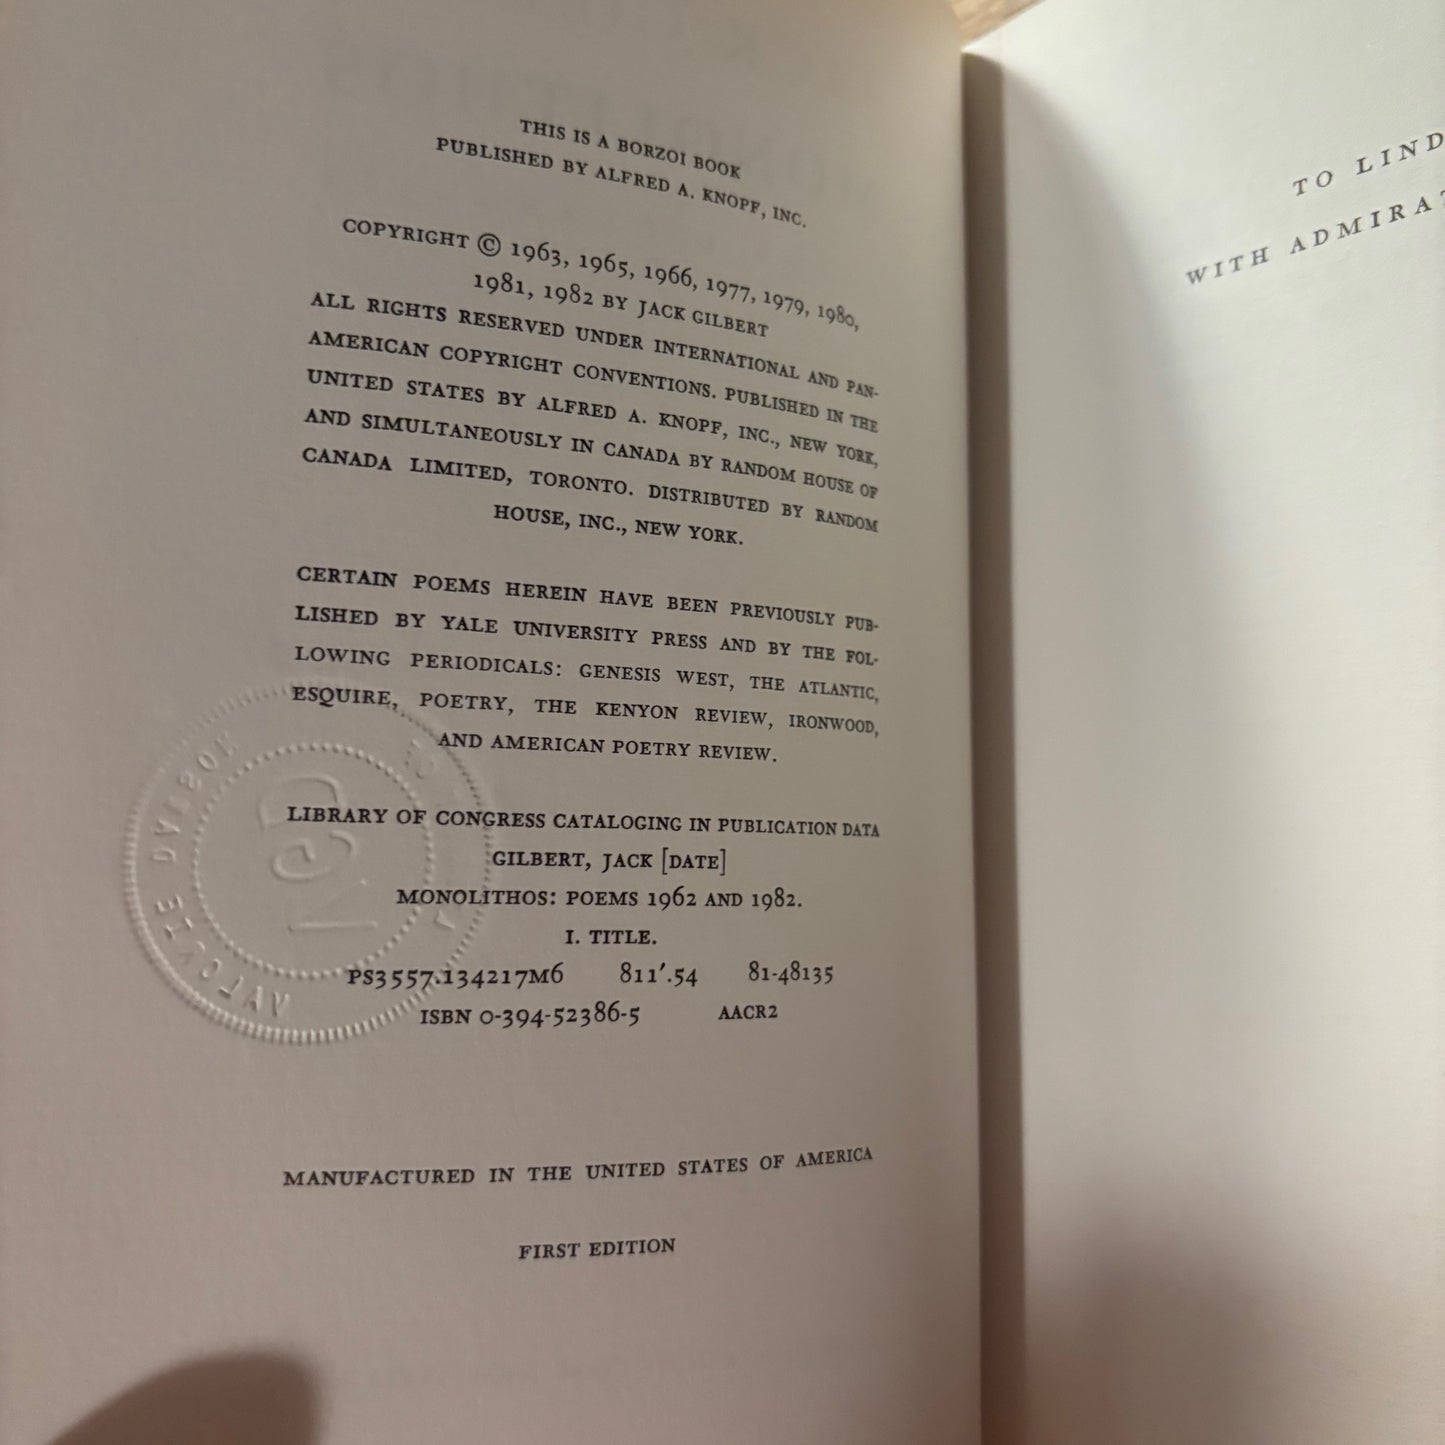 THIS IS A BORZOI BOOK
PUBLISHED BY ALFRED A. KNOPF, INC.
COPYRIGHT © 1963, 1965, 1966, 1977, 1979, 1980,
1981, 1982 BY JACK GILBERT
ALL RIGHTS RESERVED UNDER INTERNATIONAL AND PAN-
AMERICAN COPYRIGHT CONVENTIONS. PUBLISHED IN THE
UNITED STATES BY ALFRED A. KNOPF, INC., NEW YORK,
AND SIMULTANEOUSLY IN CANADA BY RANDOM HOUSE OF
CANADA LIMITED, TORONTO. DISTRIBUTED BY RANDOM
HOUSE, INC., NEW YORK.
CERTAIN POEMS HEREIN HAVE BEEN PREVIOUSLY PUB-
LISHED BY YALE UNIVERSITY PRESS AND BY THE FOL-
LOWING PERIODICALS: GENESIS WEST, THE ATLANTIC,
ESQUIRE, POETRY, THE KENYON REVIEW, IRONWOOD,
AND AMERICAN POETRY REVIEW.
LIBRARY OF CONGRESS CATALOGING IN PUBLICATION DATA
GILBERT, JACK [DATE]
MONOLITHOS: POEMS 1962 AND 1982.
I. TITLE.
PS3557.I34217M6 811'.54 81-48135
ISBN 0-394-52386-5 AACR2
MANUFACTURED IN THE UNITED STATES OF AMERICA
FIRST EDITION
TO LIND
WITH ADMIRAT